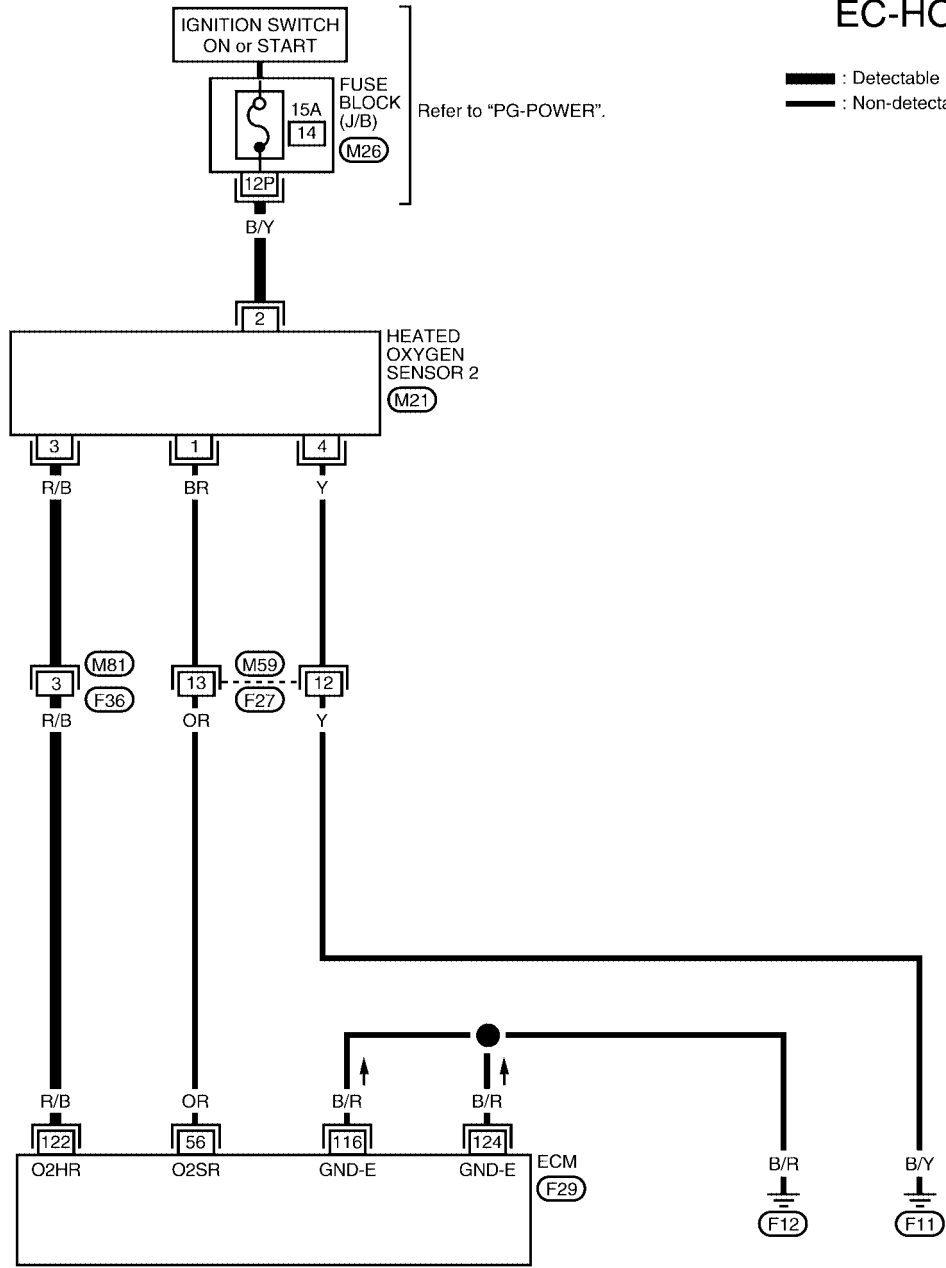 EC-HO
IGNITION SWITCH
ON or START
: Detectable
: Non-detecta
FUSE
BLOCK
(J/B)
15A
14
M26
Refer to “PG-POWER”.
12P
B/Y
2
HEATED
OXYGEN
SENSOR 2
M21
3 1 4
R/B BR Y
M81 M59
3 13 12
F36 F27
R/B OR Y
R/B OR B/R B/R
122 56 116 124
O2HR O2SR GND-E GND-E
ECM
F29
B/R B/Y
F12 F11